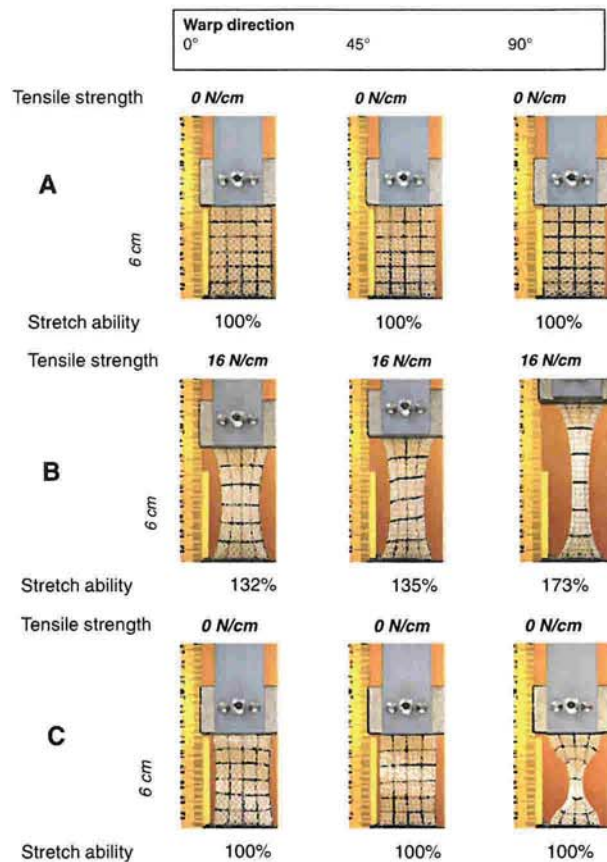 Warp direction
0° 45° 90°
Tensile strength 0 N/cm 0 N/cm 0 N/cm
A
6 cm
Stretch ability 100% 100% 100%
Tensile strength 16 N/cm 16 N/cm 16 N/cm
B
6 cm
Stretch ability 132% 135% 173%
Tensile strength 0 N/cm 0 N/cm 0 N/cm
C
6 cm
Stretch ability 100% 100% 100%